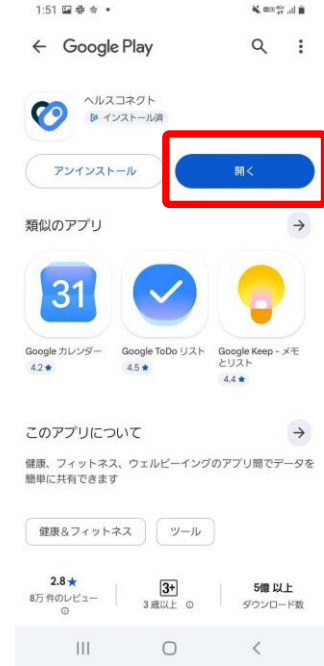 1:51
Google Play
ヘルスコネクト
インストール済
アンインストール
開く
類似のアプリ
31
Google カレンダー
4.2★
Google ToDo リスト
4.5★
Google Keep - メモ
とリスト
4.4★
このアプリについて
健康、フィットネス、ウェルビーイングのアプリ間でデータを
簡単に共有できます
健康＆フィットネス
ツール
2.8★
8万 件のレビュー
3+
3 歳以上
5億 以上
ダウンロード数